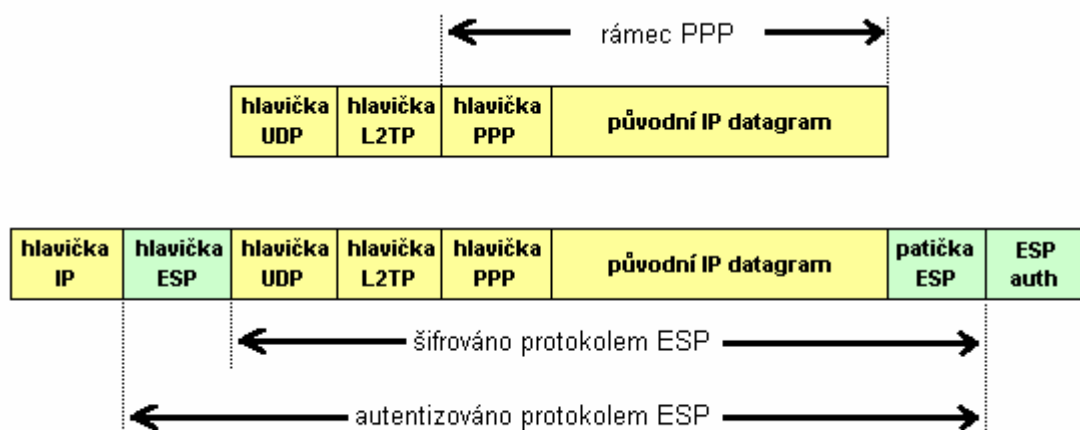 rámec PPP
hlavička hlavička hlavička původní IP datagram
UDP L2TP PPP
hlavička hlavička hlavička hlavička hlavička původní IP datagram patička ESP
IP ESP UDP L2TP PPP ESP auth
šifrováno protokolem ESP
autentizováno protokolem ESP